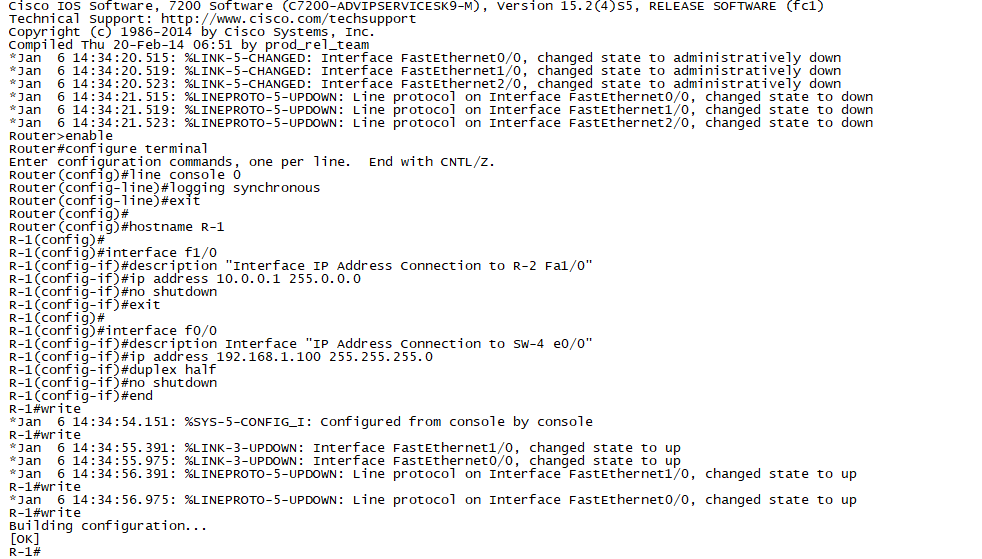 Cisco IOS Software, 7200 Software (C7200-ADVIPSERVICESK9-M), Version 15.2(4)S5, RELEASE SOFTWARE (fc1)
Technical Support: http://www.cisco.com/techsupport
Copyright (c) 1986-2014 by Cisco Systems, Inc.
Compiled Thu 20-Feb-14 06:51 by prod_rel_team
*Jan  6 14:34:20.515: %LINK-5-CHANGED: Interface FastEthernet0/0, changed state to administratively down
*Jan  6 14:34:20.519: %LINK-5-CHANGED: Interface FastEthernet1/0, changed state to administratively down
*Jan  6 14:34:20.523: %LINK-5-CHANGED: Interface FastEthernet2/0, changed state to administratively down
*Jan  6 14:34:21.515: %LINEPROTO-5-UPDOWN: Line protocol on Interface FastEthernet0/0, changed state to down
*Jan  6 14:34:21.519: %LINEPROTO-5-UPDOWN: Line protocol on Interface FastEthernet1/0, changed state to down
*Jan  6 14:34:21.523: %LINEPROTO-5-UPDOWN: Line protocol on Interface FastEthernet2/0, changed state to down
Router>enable
Router#configure terminal
Enter configuration commands, one per line.  End with CNTL/Z.
Router(config)#line console 0
Router(config-line)#logging synchronous
Router(config-line)#exit
Router(config)#
Router(config)#hostname R-1
R-1(config)#
R-1(config)#interface f1/0
R-1(config-if)#description "Interface IP Address Connection to R-2 Fa1/0"
R-1(config-if)#ip address 10.0.0.1 255.0.0.0
R-1(config-if)#no shutdown
R-1(config-if)#exit
R-1(config)#
R-1(config)#interface f0/0
R-1(config-if)#description Interface "IP Address Connection to SW-4 e0/0"
R-1(config-if)#ip address 192.168.1.100 255.255.255.0
R-1(config-if)#duplex half
R-1(config-if)#no shutdown
R-1(config-if)#end
R-1#write
*Jan  6 14:34:54.151: %SYS-5-CONFIG_I: Configured from console by console
R-1#write
*Jan  6 14:34:55.391: %LINK-3-UPDOWN: Interface FastEthernet1/0, changed state to up
*Jan  6 14:34:55.975: %LINK-3-UPDOWN: Interface FastEthernet0/0, changed state to up
*Jan  6 14:34:56.391: %LINEPROTO-5-UPDOWN: Line protocol on Interface FastEthernet1/0, changed state to up
R-1#write
*Jan  6 14:34:56.975: %LINEPROTO-5-UPDOWN: Line protocol on Interface FastEthernet0/0, changed state to up
R-1#write
Building configuration...
[OK]
R-1#